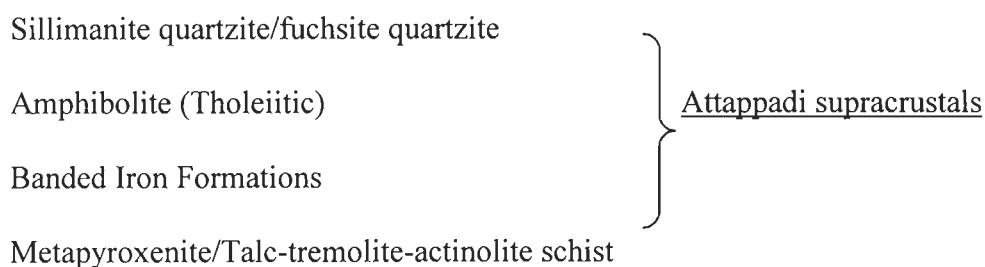 Sillimanite quartzite/fuchsite quartzite
Amphibolite (Tholeiitic)
Attappadi supracrustals
Banded Iron Formations
Metapyroxenite/Talc-tremolite-actinolite schist